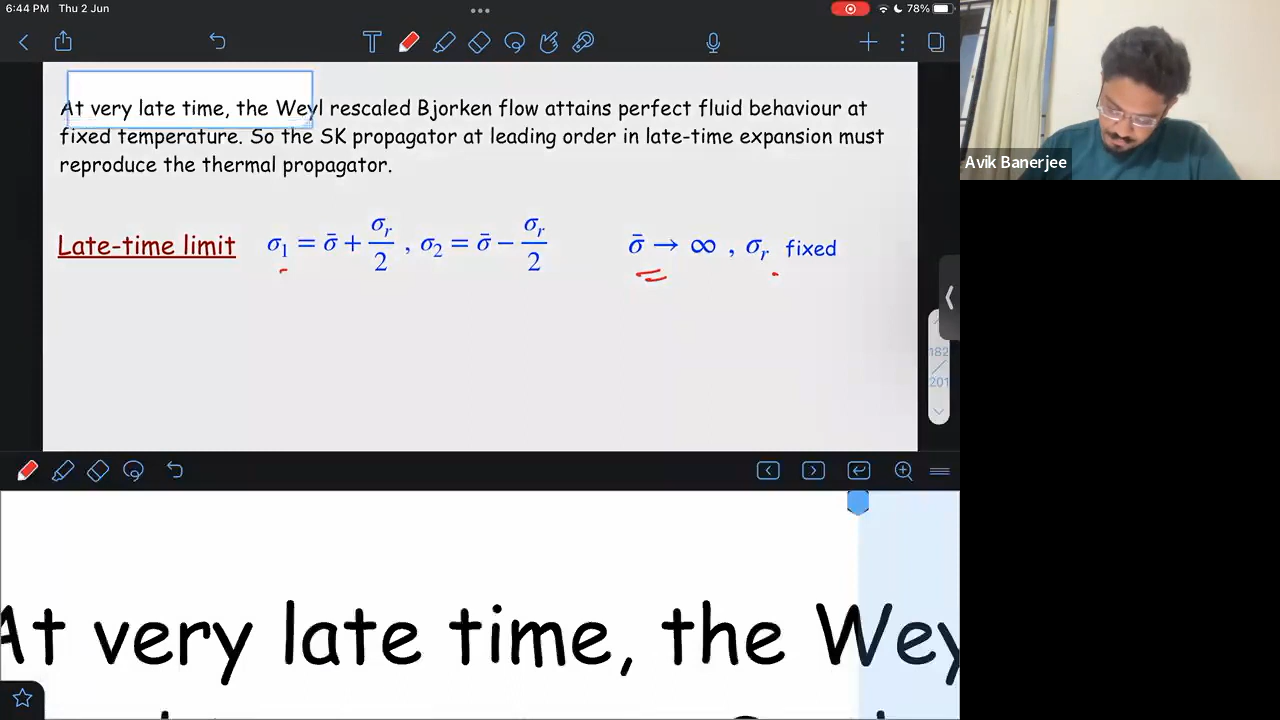 6:44 PM Thu 2 Jun
78%
At very late time, the Weyl rescaled Bjorken flow attains perfect fluid behaviour at
fixed temperature. So the SK propagator at leading order in late-time expansion must
reproduce the thermal propagator.
Late-time limit σ₁ = σ̄ + σᵣ/2 , σ₂ = σ̄ − σᵣ/2 σ̄ → ∞ , σᵣ fixed
182
201
Avik Banerjee
At very late time, the Wey